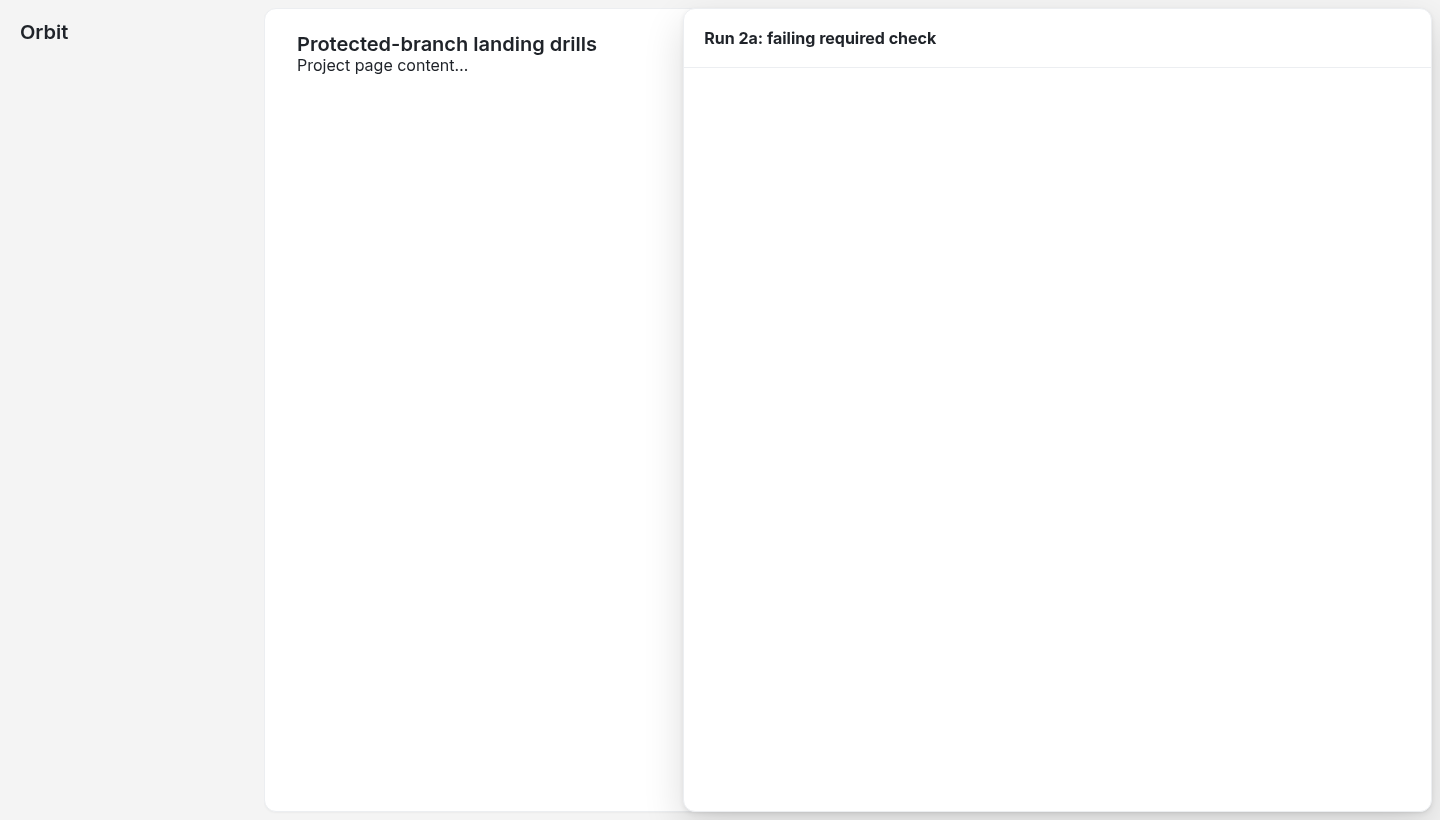 Orbit
Protected-branch landing drills
Project page content...
Run 2a: failing required check